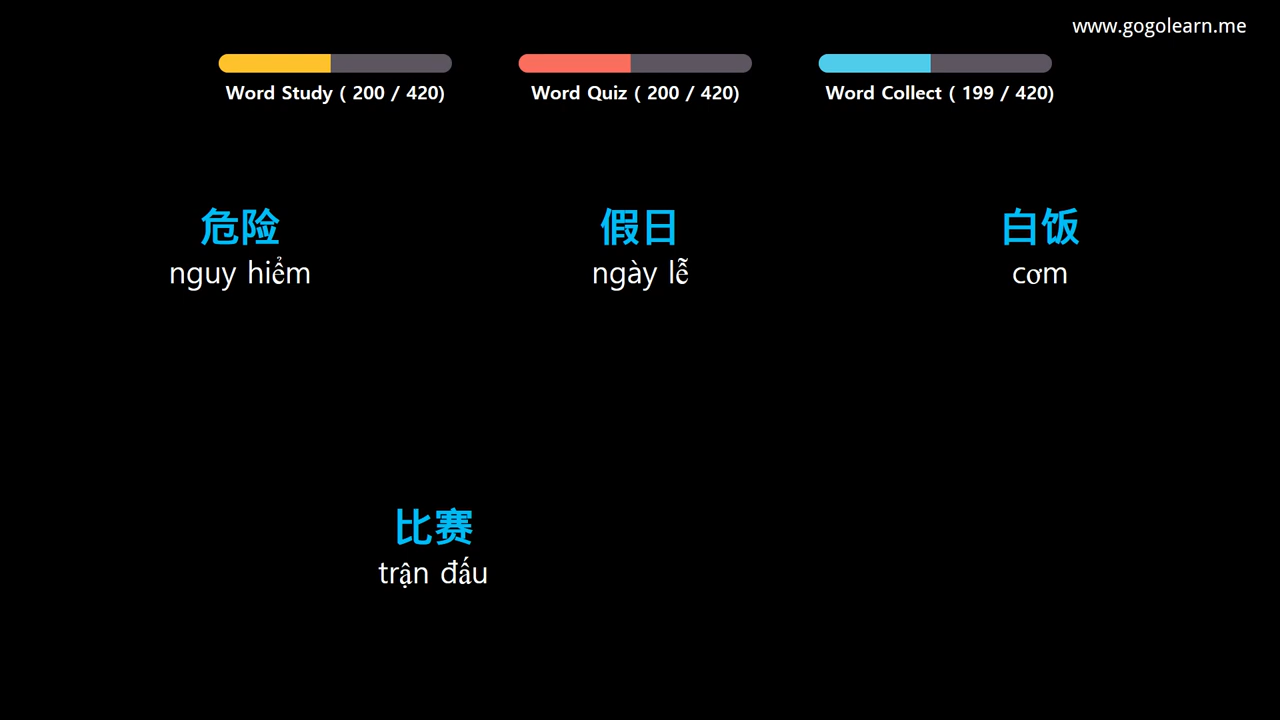 www.gogolearn.me
Word Study ( 200 / 420)
Word Quiz ( 200 / 420)
Word Collect ( 199 / 420)
危险
nguy hiểm
假日
ngày lễ
白饭
cơm
比赛
trận đấu